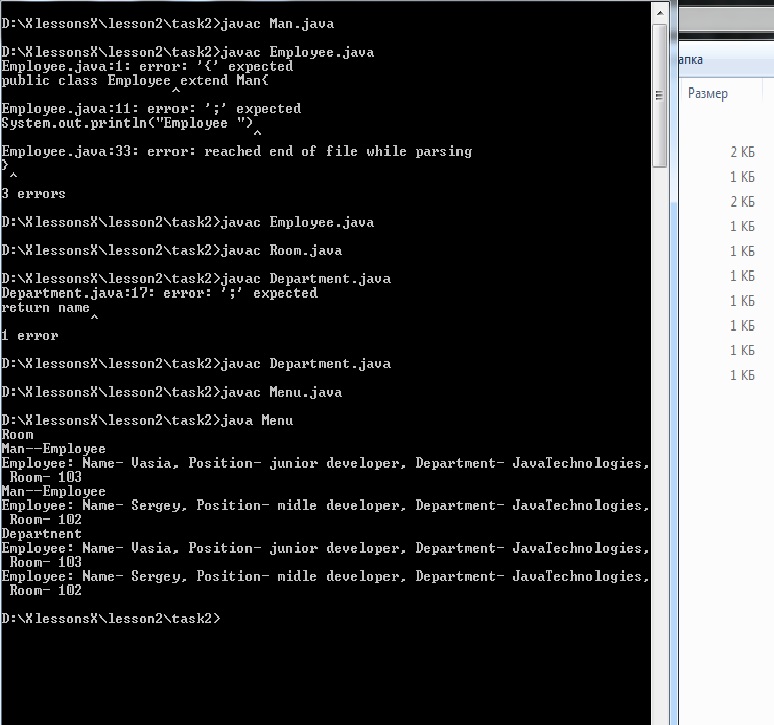 D:\XlessonsX\lesson2\task2>javac Man.java
D:\XlessonsX\lesson2\task2>javac Employee.java
Employee.java:1: error: '{' expected
public class Employee extend Man{
^
Employee.java:11: error: ';' expected
System.out.println("Employee ")
^
Employee.java:33: error: reached end of file while parsing
}
^
3 errors
D:\XlessonsX\lesson2\task2>javac Employee.java
D:\XlessonsX\lesson2\task2>javac Room.java
D:\XlessonsX\lesson2\task2>javac Department.java
Department.java:17: error: ';' expected
return name
^
1 error
D:\XlessonsX\lesson2\task2>javac Department.java
D:\XlessonsX\lesson2\task2>javac Menu.java
D:\XlessonsX\lesson2\task2>java Menu
Room
Man--Employee
Employee: Name- Vasia, Position- junior developer, Department- JavaTechnologies,
Room- 103
Man--Employee
Employee: Name- Sergey, Position- midle developer, Department- JavaTechnologies,
Room- 102
Department
Employee: Name- Vasia, Position- junior developer, Department- JavaTechnologies,
Room- 103
Employee: Name- Sergey, Position- midle developer, Department- JavaTechnologies,
Room- 102
D:\XlessonsX\lesson2\task2>
апка
Размер
2 КБ
1 КБ
2 КБ
1 КБ
1 КБ
1 КБ
1 КБ
1 КБ
1 КБ
1 КБ